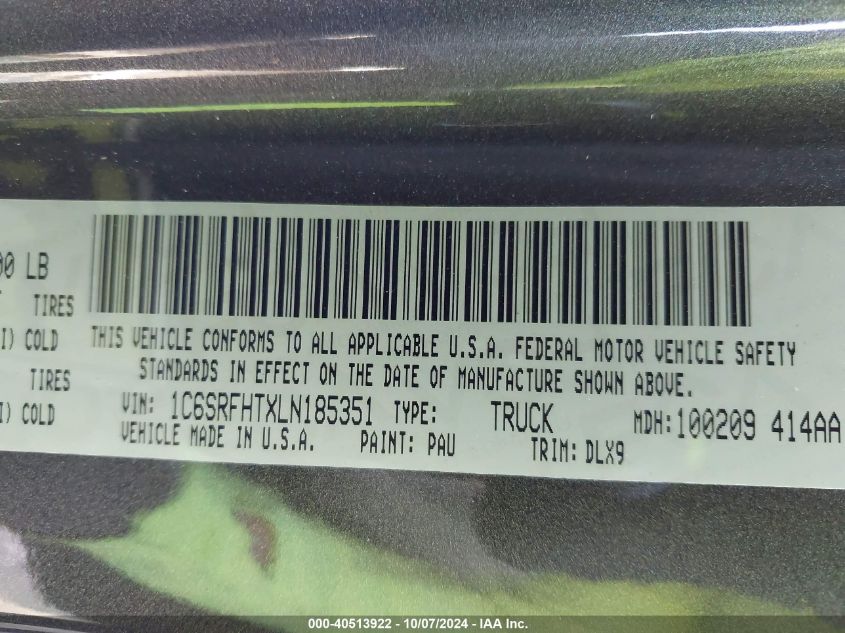 00 LB
TIRES
I) COLD
TIRES
I) COLD
THIS VEHICLE CONFORMS TO ALL APPLICABLE U.S.A. FEDERAL MOTOR VEHICLE SAFETY
STANDARDS IN EFFECT ON THE DATE OF MANUFACTURE SHOWN ABOVE.
VIN: 1C6SRFHTXLN185351 TYPE: TRUCK MDH:100209 414AA
VEHICLE MADE IN U.S.A. PAINT: PAU TRIM: DLX9
000-40513922 - 10/07/2024 - IAA Inc.